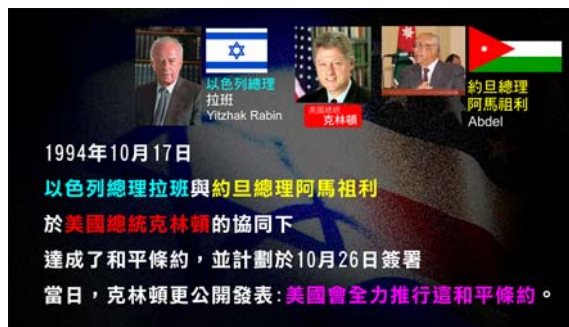 以色列總理
拉班
Yitzhak Rabin
美國總統
克林頓
約旦總理
阿馬祖利
Abdel
1994年10月17日
以色列總理拉班與約旦總理阿馬祖利
於美國總統克林頓的協同下
達成了和平條約，並計劃於10月26日簽署
當日，克林頓更公開發表:美國會全力推行這和平條約。